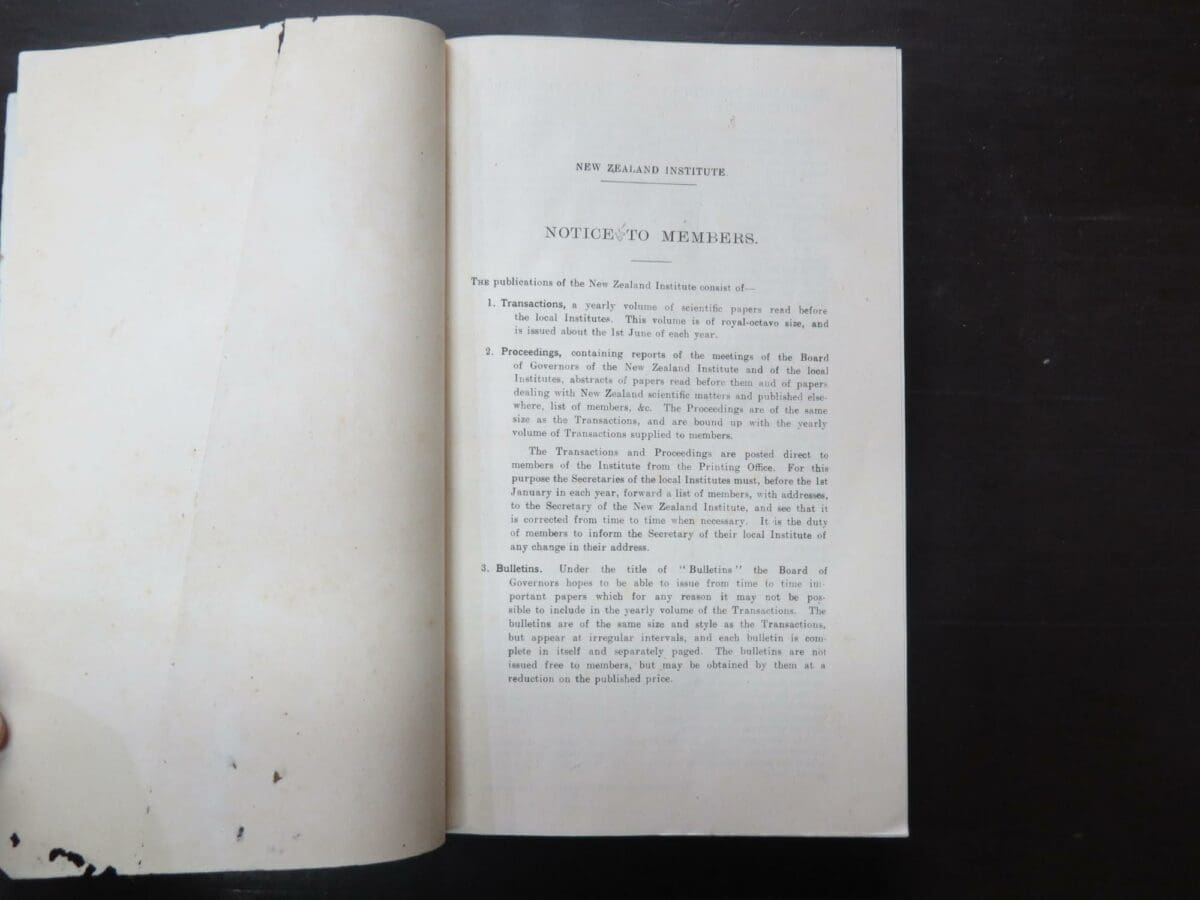 NEW ZEALAND INSTITUTE.
NOTICE TO MEMBERS.
THE publications of the New Zealand Institute consist of—
1. Transactions, a yearly volume of scientific papers read before
the local Institutes. This volume is of royal-octavo size, and
is issued about the 1st June of each year.
2. Proceedings, containing reports of the meetings of the Board
of Governors of the New Zealand Institute and of the local
Institutes, abstracts of papers read before them and of papers
dealing with New Zealand scientific matters and published else-
where, list of members, &c. The Proceedings are of the same
size as the Transactions, and are bound up with the yearly
volume of Transactions supplied to members.
The Transactions and Proceedings are posted direct to
members of the Institute from the Printing Office. For this
purpose the Secretaries of the local Institutes must, before the 1st
January in each year, forward a list of members, with addresses,
to the Secretary of the New Zealand Institute, and see that it
is corrected from time to time when necessary. It is the duty
of members to inform the Secretary of their local Institute of
any change in their address.
3. Bulletins. Under the title of "Bulletins" the Board of
Governors hopes to be able to issue from time to time im-
portant papers which for any reason it may not be pos-
sible to include in the yearly volume of the Transactions. The
bulletins are of the same size and style as the Transactions,
but appear at irregular intervals, and each bulletin is com-
plete in itself and separately paged. The bulletins are not
issued free to members, but may be obtained by them at a
reduction on the published price.